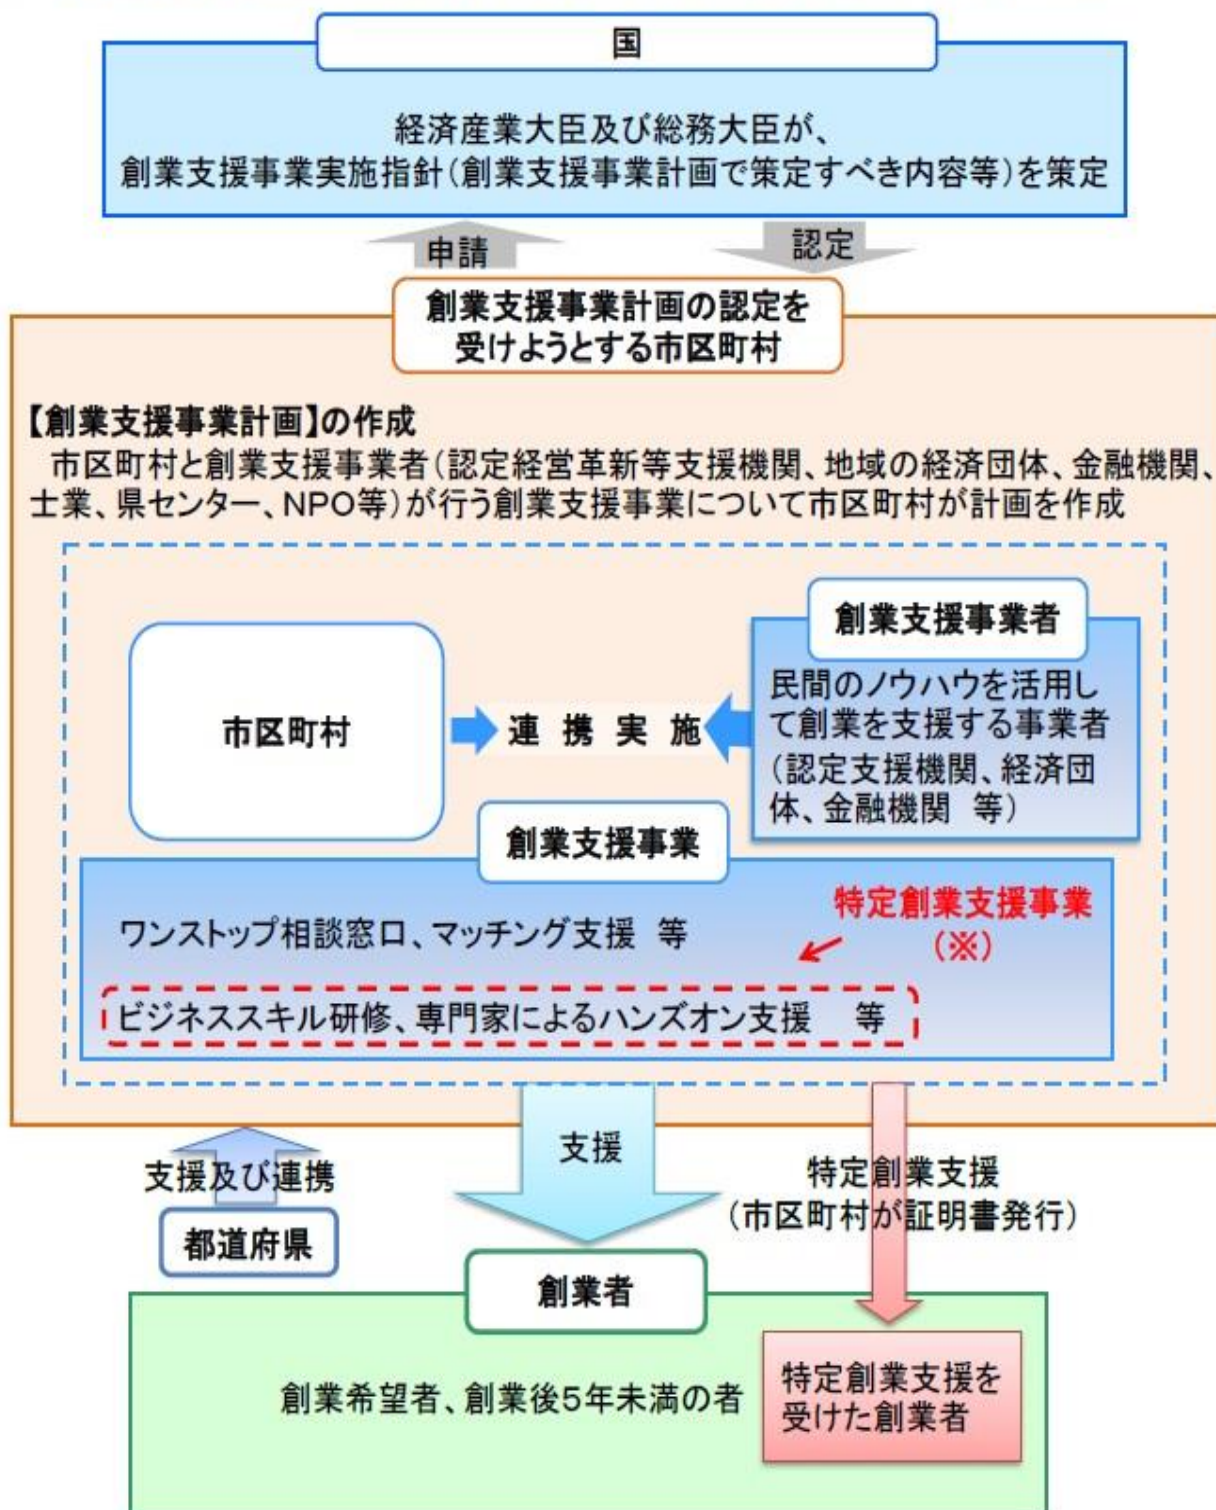 国
経済産業大臣及び総務大臣が、
創業支援事業実施指針(創業支援事業計画で策定すべき内容等)を策定
申請
認定
創業支援事業計画の認定を
受けようとする市区町村
【創業支援事業計画】の作成
市区町村と創業支援事業者(認定経営革新等支援機関、地域の経済団体、金融機関、
士業、県センター、NPO等)が行う創業支援事業について市区町村が計画を作成
創業支援事業者
民間のノウハウを活用し
て創業を支援する事業者
(認定支援機関、経済団
体、金融機関 等)
市区町村
連 携 実 施
創業支援事業
特定創業支援事業
(※)
ワンストップ相談窓口、マッチング支援 等
ビジネススキル研修、専門家によるハンズオン支援 等
支援
支援及び連携
都道府県
特定創業支援
(市区町村が証明書発行)
創業者
創業希望者、創業後5年未満の者
特定創業支援を
受けた創業者